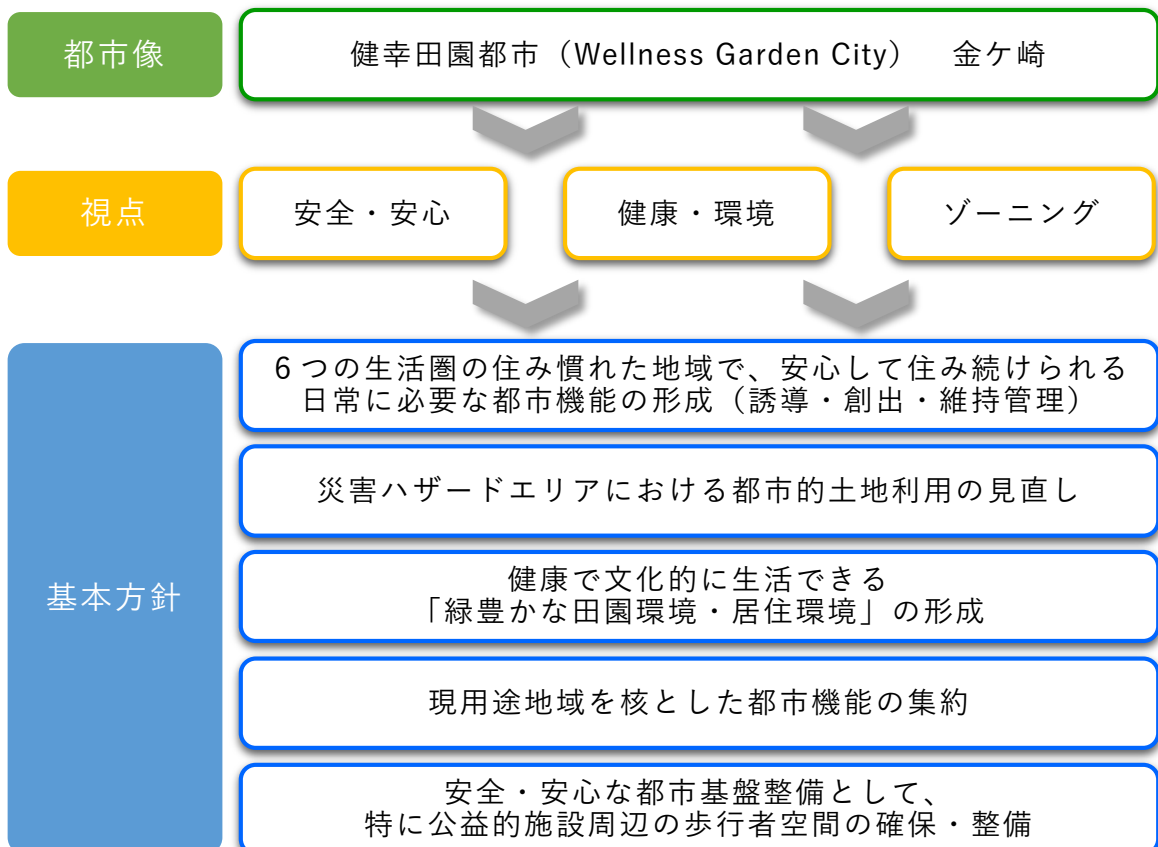 都市像
健幸田園都市（Wellness Garden City）　金ケ崎
視点
安全・安心
健康・環境
ゾーニング
基本方針
６つの生活圏の住み慣れた地域で、安心して住み続けられる
日常に必要な都市機能の形成（誘導・創出・維持管理）
災害ハザードエリアにおける都市的土地利用の見直し
健康で文化的に生活できる
「緑豊かな田園環境・居住環境」の形成
現用途地域を核とした都市機能の集約
安全・安心な都市基盤整備として、
特に公益的施設周辺の歩行者空間の確保・整備